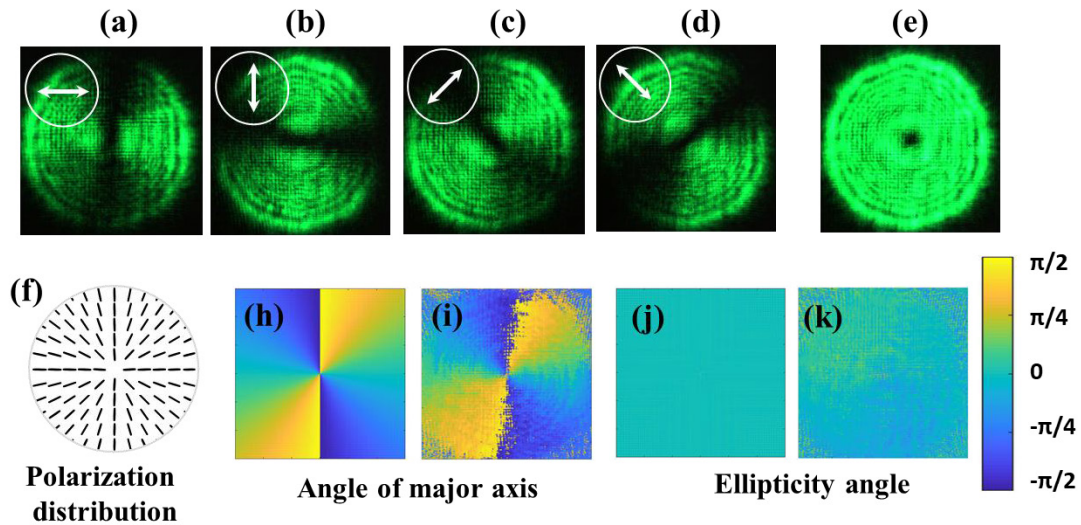 (a) (b) (c) (d) (e)
(f) (h) (i) (j) (k)
π/2
π/4
0
-π/4
-π/2
Polarization
distribution
Angle of major axis
Ellipticity angle